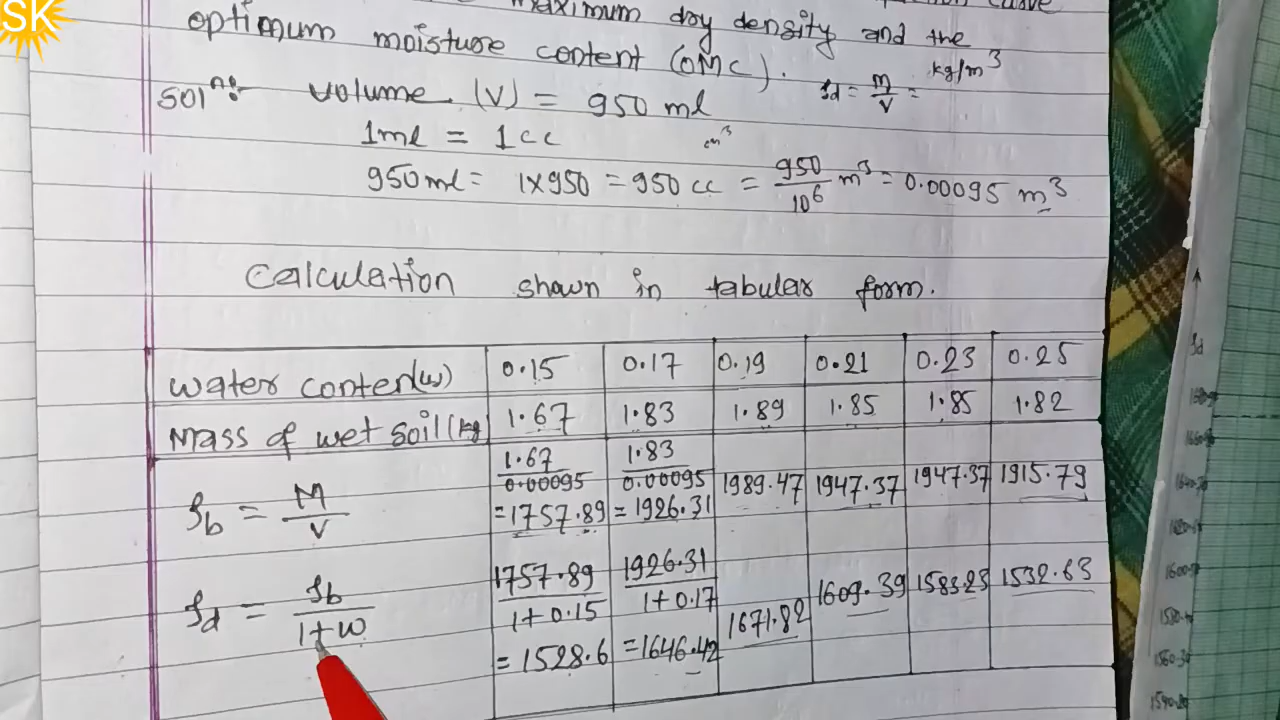 SK
maximum dry density and the
optimum moisture content (OMC).
ρd = m/v = kg/m³
Solⁿ:- volume (V) = 950 ml
1ml = 1cc
cm³
950 ml = 1×950 = 950 cc = 950/10⁶ m³ = 0.00095 m³
Calculation shown in tabular form.
Water conten(w) 0.15 0.17 0.19 0.21 0.23 0.25
Mass of wet soil (kg 1.67 1.83 1.89 1.85 1.85 1.82
ρb = M/V 1.67/0.00095 = 1757.89 1.83/0.00095 = 1926.31 1989.47 1947.37 1947.37 1915.79
ρd = ρb/1+w 1757.89/1+0.15 = 1528.6 1926.31/1+0.17 = 1646.42 1671.82 1609.39 1583.23 1532.63
ρd